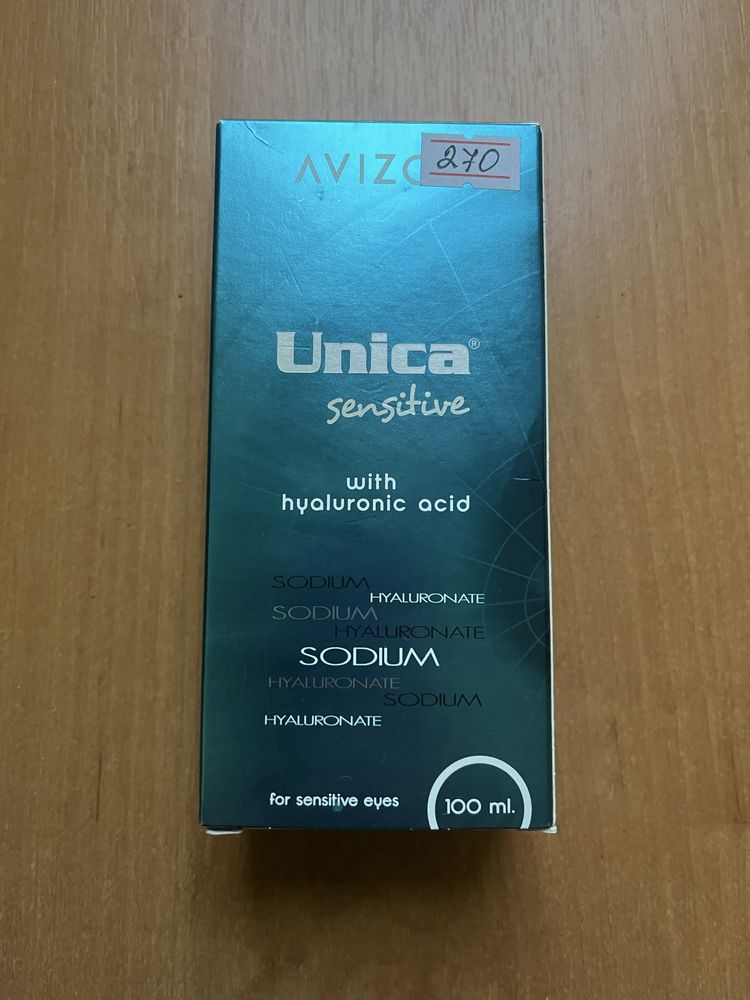 AVIZO
270
Unica®
sensitive
with
hyaluronic acid
SODIUM
HYALURONATE
SODIUM
HYALURONATE
SODIUM
HYALURONATE
SODIUM
HYALURONATE
for sensitive eyes
100 ml.